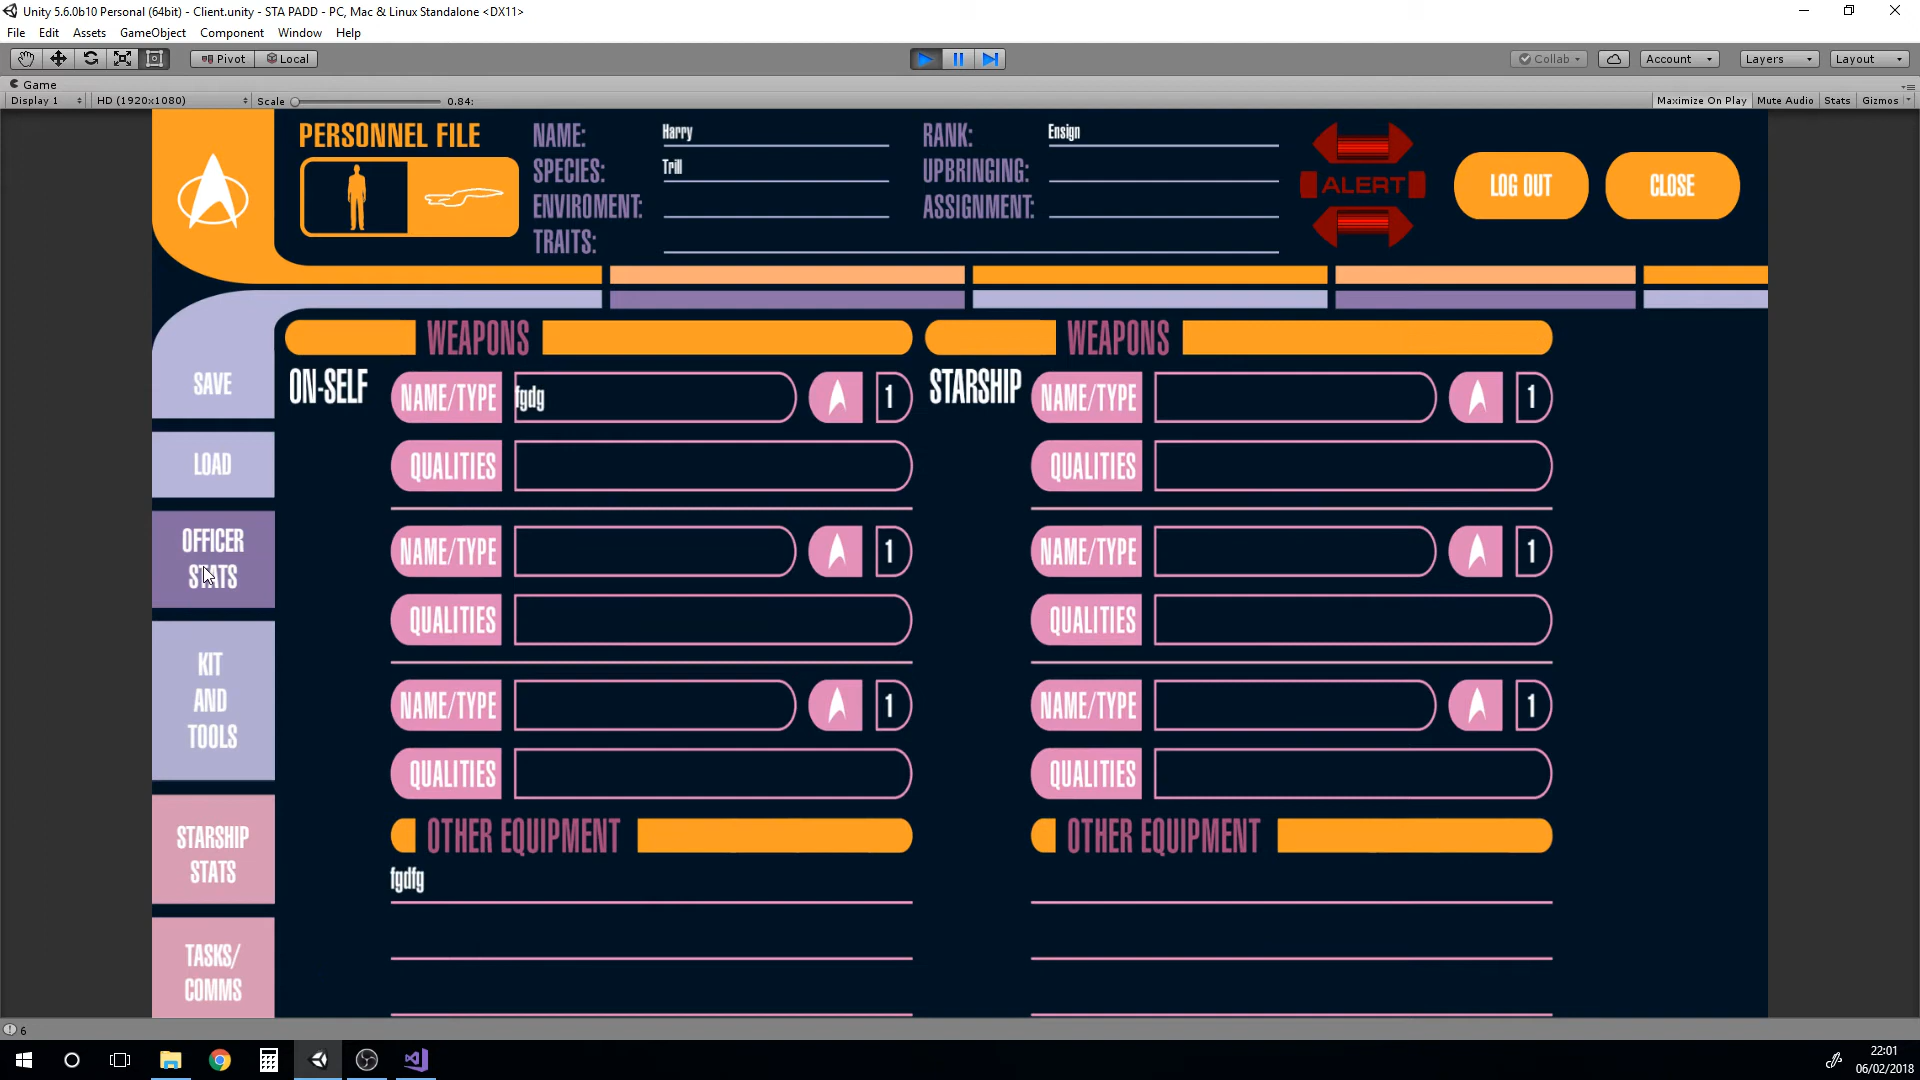 Unity 5.6.0b10 Personal (64bit) - Client.unity - STA PADD - PC, Mac & Linux Standalone <DX11>
File Edit Assets GameObject Component Window Help
Pivot Local Collab Account Layers Layout
Game
Display 1 HD (1920x1080) Scale 0.84: Maximize On Play Mute Audio Stats Gizmos
PERSONNEL FILE
NAME: Harry
SPECIES: Trill
ENVIROMENT:
TRAITS:
RANK: Ensign
UPBRINGING:
ASSIGNMENT:
ALERT
LOG OUT
CLOSE
SAVE
LOAD
OFFICER
STATS
KIT
AND
TOOLS
STARSHIP
STATS
TASKS/
COMMS
WEAPONS
ON-SELF
NAME/TYPE fgdg 1
QUALITIES
NAME/TYPE 1
QUALITIES
NAME/TYPE 1
QUALITIES
OTHER EQUIPMENT
fgdfg
WEAPONS
STARSHIP
NAME/TYPE 1
QUALITIES
NAME/TYPE 1
QUALITIES
NAME/TYPE 1
QUALITIES
OTHER EQUIPMENT
6
22:01
06/02/2018